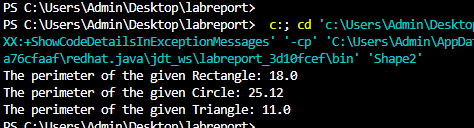 PS C:\Users\Admin\Desktop\labreport>
PS C:\Users\Admin\Desktop\labreport>  c:; cd 'c:\Users\Admin\Desktop
XX:+ShowCodeDetailsInExceptionMessages' '-cp' 'C:\Users\Admin\AppDat
a76cfaaf\redhat.java\jdt_ws\labreport_3d10fcef\bin' 'Shape2'
The perimeter of the given Rectangle: 18.0
The perimeter of the given Circle: 25.12
The perimeter of the given Triangle: 11.0
PS C:\Users\Admin\Desktop\labreport>